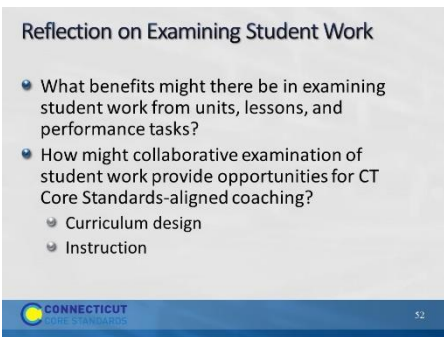 Reflection on Examining Student Work
What benefits might there be in examining
student work from units, lessons, and
performance tasks?
How might collaborative examination of
student work provide opportunities for CT
Core Standards-aligned coaching?
Curriculum design
Instruction
CONNECTICUT
CORE STANDARDS
52